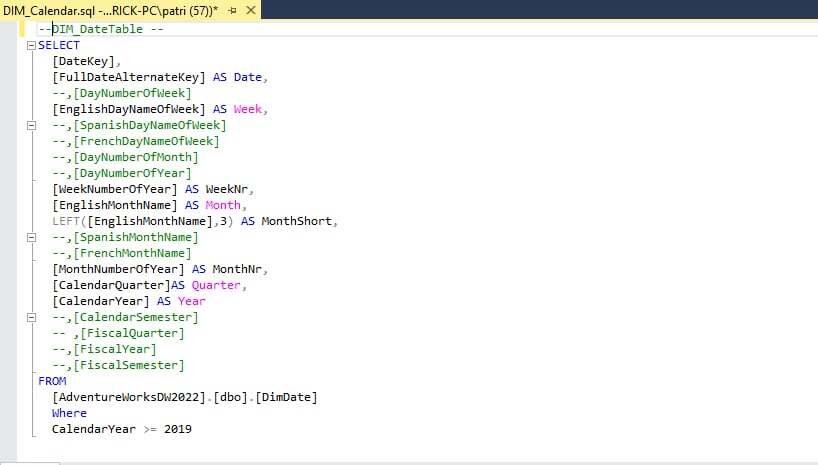 DIM_Calendar.sql -...RICK-PC\patri (57))*
--DIM_DateTable --
SELECT
[DateKey],
[FullDateAlternateKey] AS Date,
--,[DayNumberOfWeek]
[EnglishDayNameOfWeek] AS Week,
--,[SpanishDayNameOfWeek]
--,[FrenchDayNameOfWeek]
--,[DayNumberOfMonth]
--,[DayNumberOfYear]
[WeekNumberOfYear] AS WeekNr,
[EnglishMonthName] AS Month,
LEFT([EnglishMonthName],3) AS MonthShort,
--,[SpanishMonthName]
--,[FrenchMonthName]
[MonthNumberOfYear] AS MonthNr,
[CalendarQuarter]AS Quarter,
[CalendarYear] AS Year
--,[CalendarSemester]
-- ,[FiscalQuarter]
--,[FiscalYear]
--,[FiscalSemester]
FROM
[AdventureWorksDW2022].[dbo].[DimDate]
Where
CalendarYear >= 2019